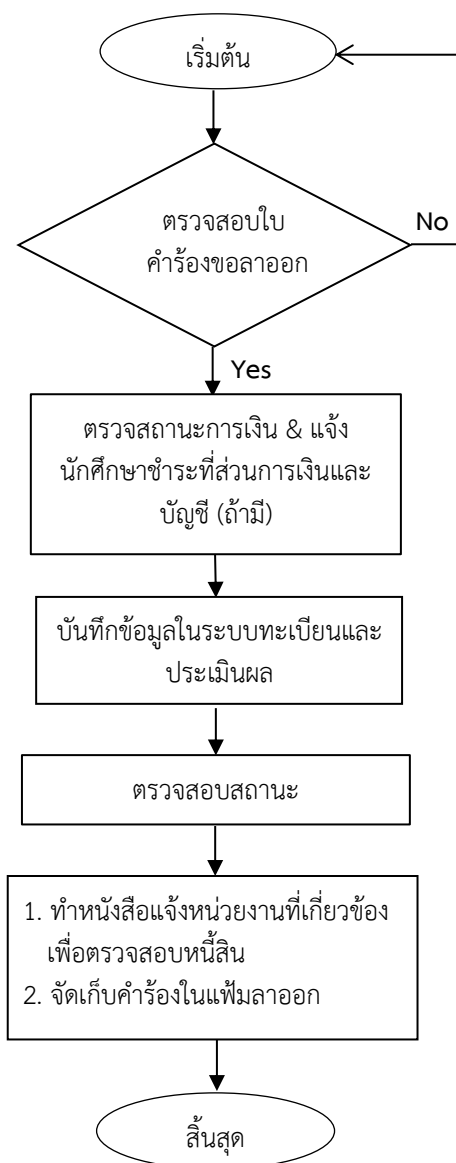 เริ่มต้น
ตรวจสอบใบ
คำร้องขอลาออก
No
Yes
ตรวจสถานะการเงิน & แจ้ง
นักศึกษาชำระที่ส่วนการเงินและ
บัญชี (ถ้ามี)
บันทึกข้อมูลในระบบทะเบียนและ
ประเมินผล
ตรวจสอบสถานะ
1. ทำหนังสือแจ้งหน่วยงานที่เกี่ยวข้อง
เพื่อตรวจสอบหนี้สิน
2. จัดเก็บคำร้องในแฟ้มลาออก
สิ้นสุด